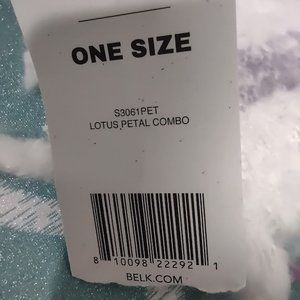 ONE SIZE
S3061PET
LOTUS PETAL COMBO
8 10098 22292 1
BELK.COM